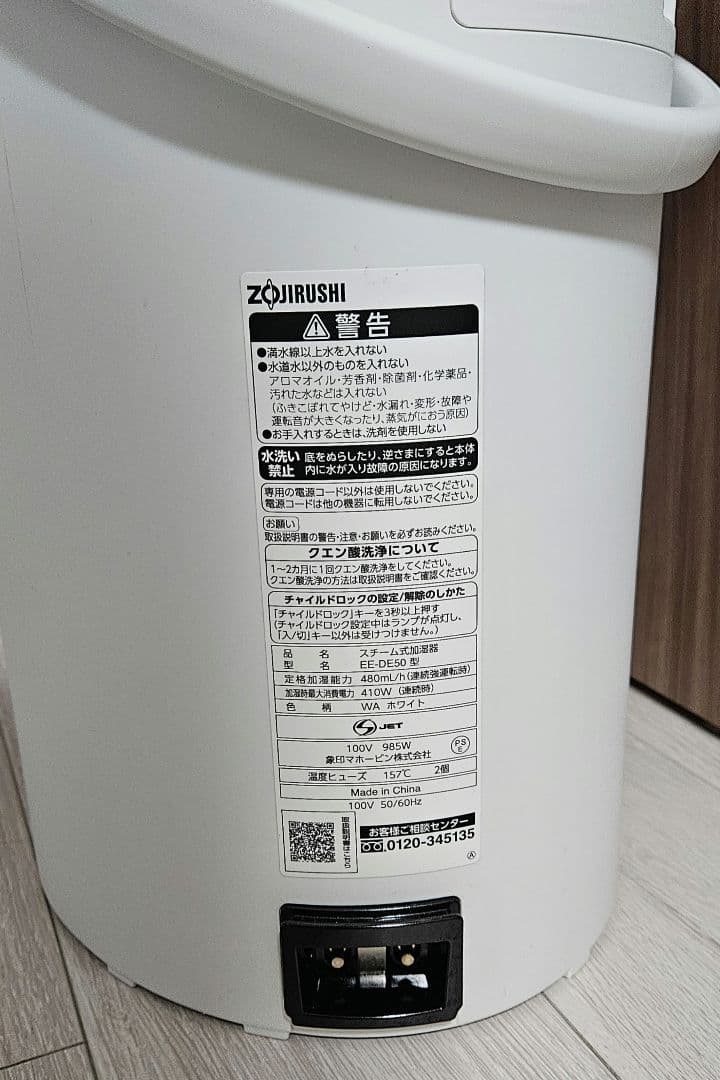 ZOJIRUSHI
警告
●満水線以上水を入れない
●水道水以外のものを入れない
アロマオイル・芳香剤・除菌剤・化学薬品・
汚れた水などは入れない
(ふきこぼれてやけど・水漏れ・変形・故障や
運転音が大きくなったり、蒸気がにおう原因)
●お手入れするときは、洗剤を使用しない
水洗い
禁止
底をぬらしたり、逆さまにすると本体
内に水が入り故障の原因になります。
専用の電源コード以外は使用しないでください。
電源コードは他の機器に転用しないでください。
お願い
取扱説明書の警告・注意・お願いを必ずお読みください。
クエン酸洗浄について
1~2カ月に1回クエン酸洗浄をしてください。
クエン酸洗浄の方法は取扱説明書をご確認ください。
チャイルドロックの設定/解除のしかた
「チャイルドロック」キーを3秒以上押す
(チャイルドロック設定中はランプが点灯し、
「入/切」キー以外は受けつけません。)
品 名 スチーム式加湿器
型 名 EE-DE50 型
定格加湿能力 480mL/h(連続強運転時)
加湿時最大消費電力 410W (連続時)
色 柄 WA ホワイト
S JET
100V 985W
象印マホービン株式会社
PS
E
温度ヒューズ 157℃ 2個
Made in China
100V 50/60Hz
取扱説明書はこちら
お客様ご相談センター
0120-345135
Ⓐ